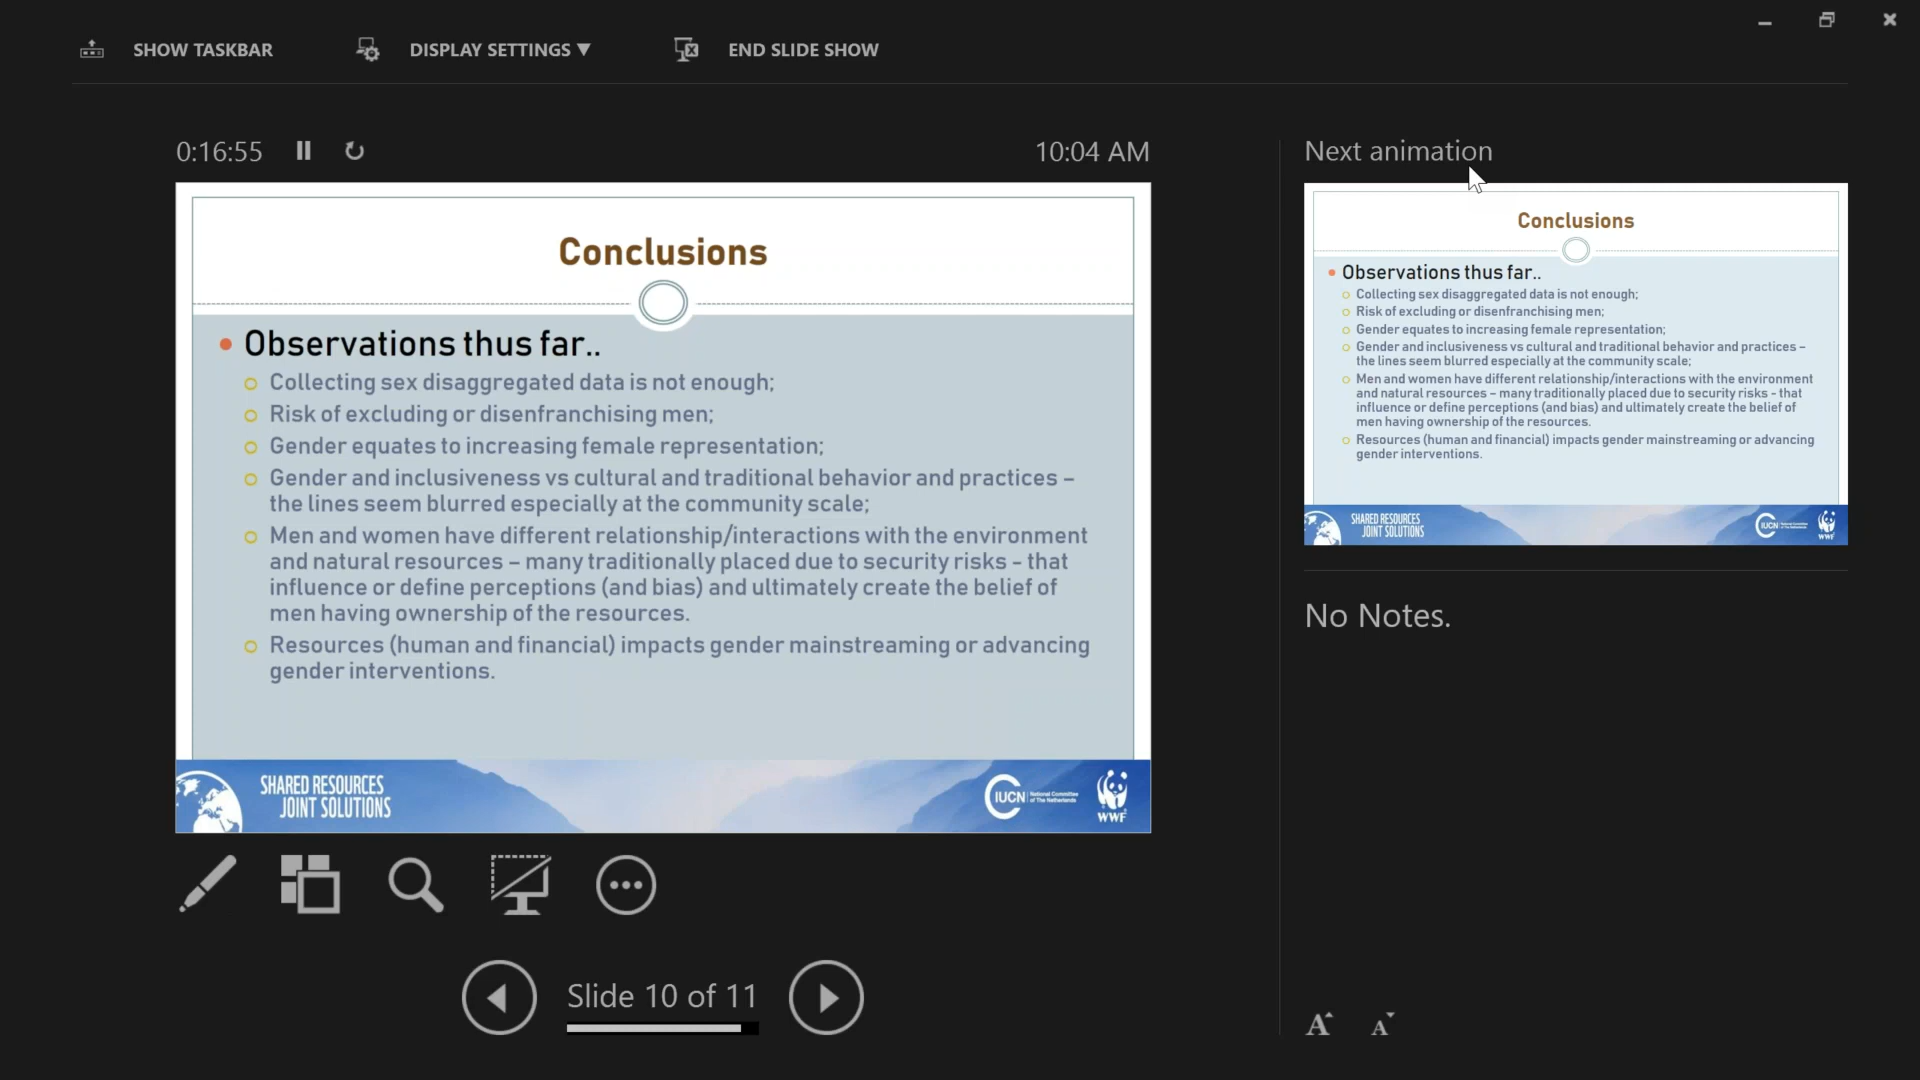 SHOW TASKBAR
DISPLAY SETTINGS ▼
END SLIDE SHOW
0:16:55
10:04 AM
Conclusions
Observations thus far..
Collecting sex disaggregated data is not enough;
Risk of excluding or disenfranchising men;
Gender equates to increasing female representation;
Gender and inclusiveness vs cultural and traditional behavior and practices –
the lines seem blurred especially at the community scale;
Men and women have different relationship/interactions with the environment
and natural resources – many traditionally placed due to security risks - that
influence or define perceptions (and bias) and ultimately create the belief of
men having ownership of the resources.
Resources (human and financial) impacts gender mainstreaming or advancing
gender interventions.
SHARED RESOURCES
JOINT SOLUTIONS
IUCN
National Committee
of The Netherlands
WWF
Slide 10 of 11
Next animation
Conclusions
Observations thus far..
Collecting sex disaggregated data is not enough;
Risk of excluding or disenfranchising men;
Gender equates to increasing female representation;
Gender and inclusiveness vs cultural and traditional behavior and practices –
the lines seem blurred especially at the community scale;
Men and women have different relationship/interactions with the environment
and natural resources – many traditionally placed due to security risks - that
influence or define perceptions (and bias) and ultimately create the belief of
men having ownership of the resources.
Resources (human and financial) impacts gender mainstreaming or advancing
gender interventions.
SHARED RESOURCES
JOINT SOLUTIONS
IUCN
WWF
No Notes.
A A